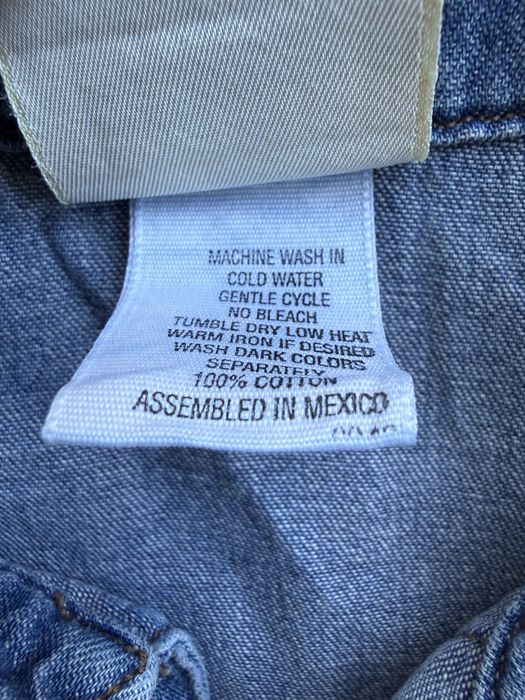 MACHINE WASH IN
COLD WATER
GENTLE CYCLE
NO BLEACH
TUMBLE DRY LOW HEAT
WARM IRON IF DESIRED
WASH DARK COLORS
SEPARATELY
100% COTTON
ASSEMBLED IN MEXICO